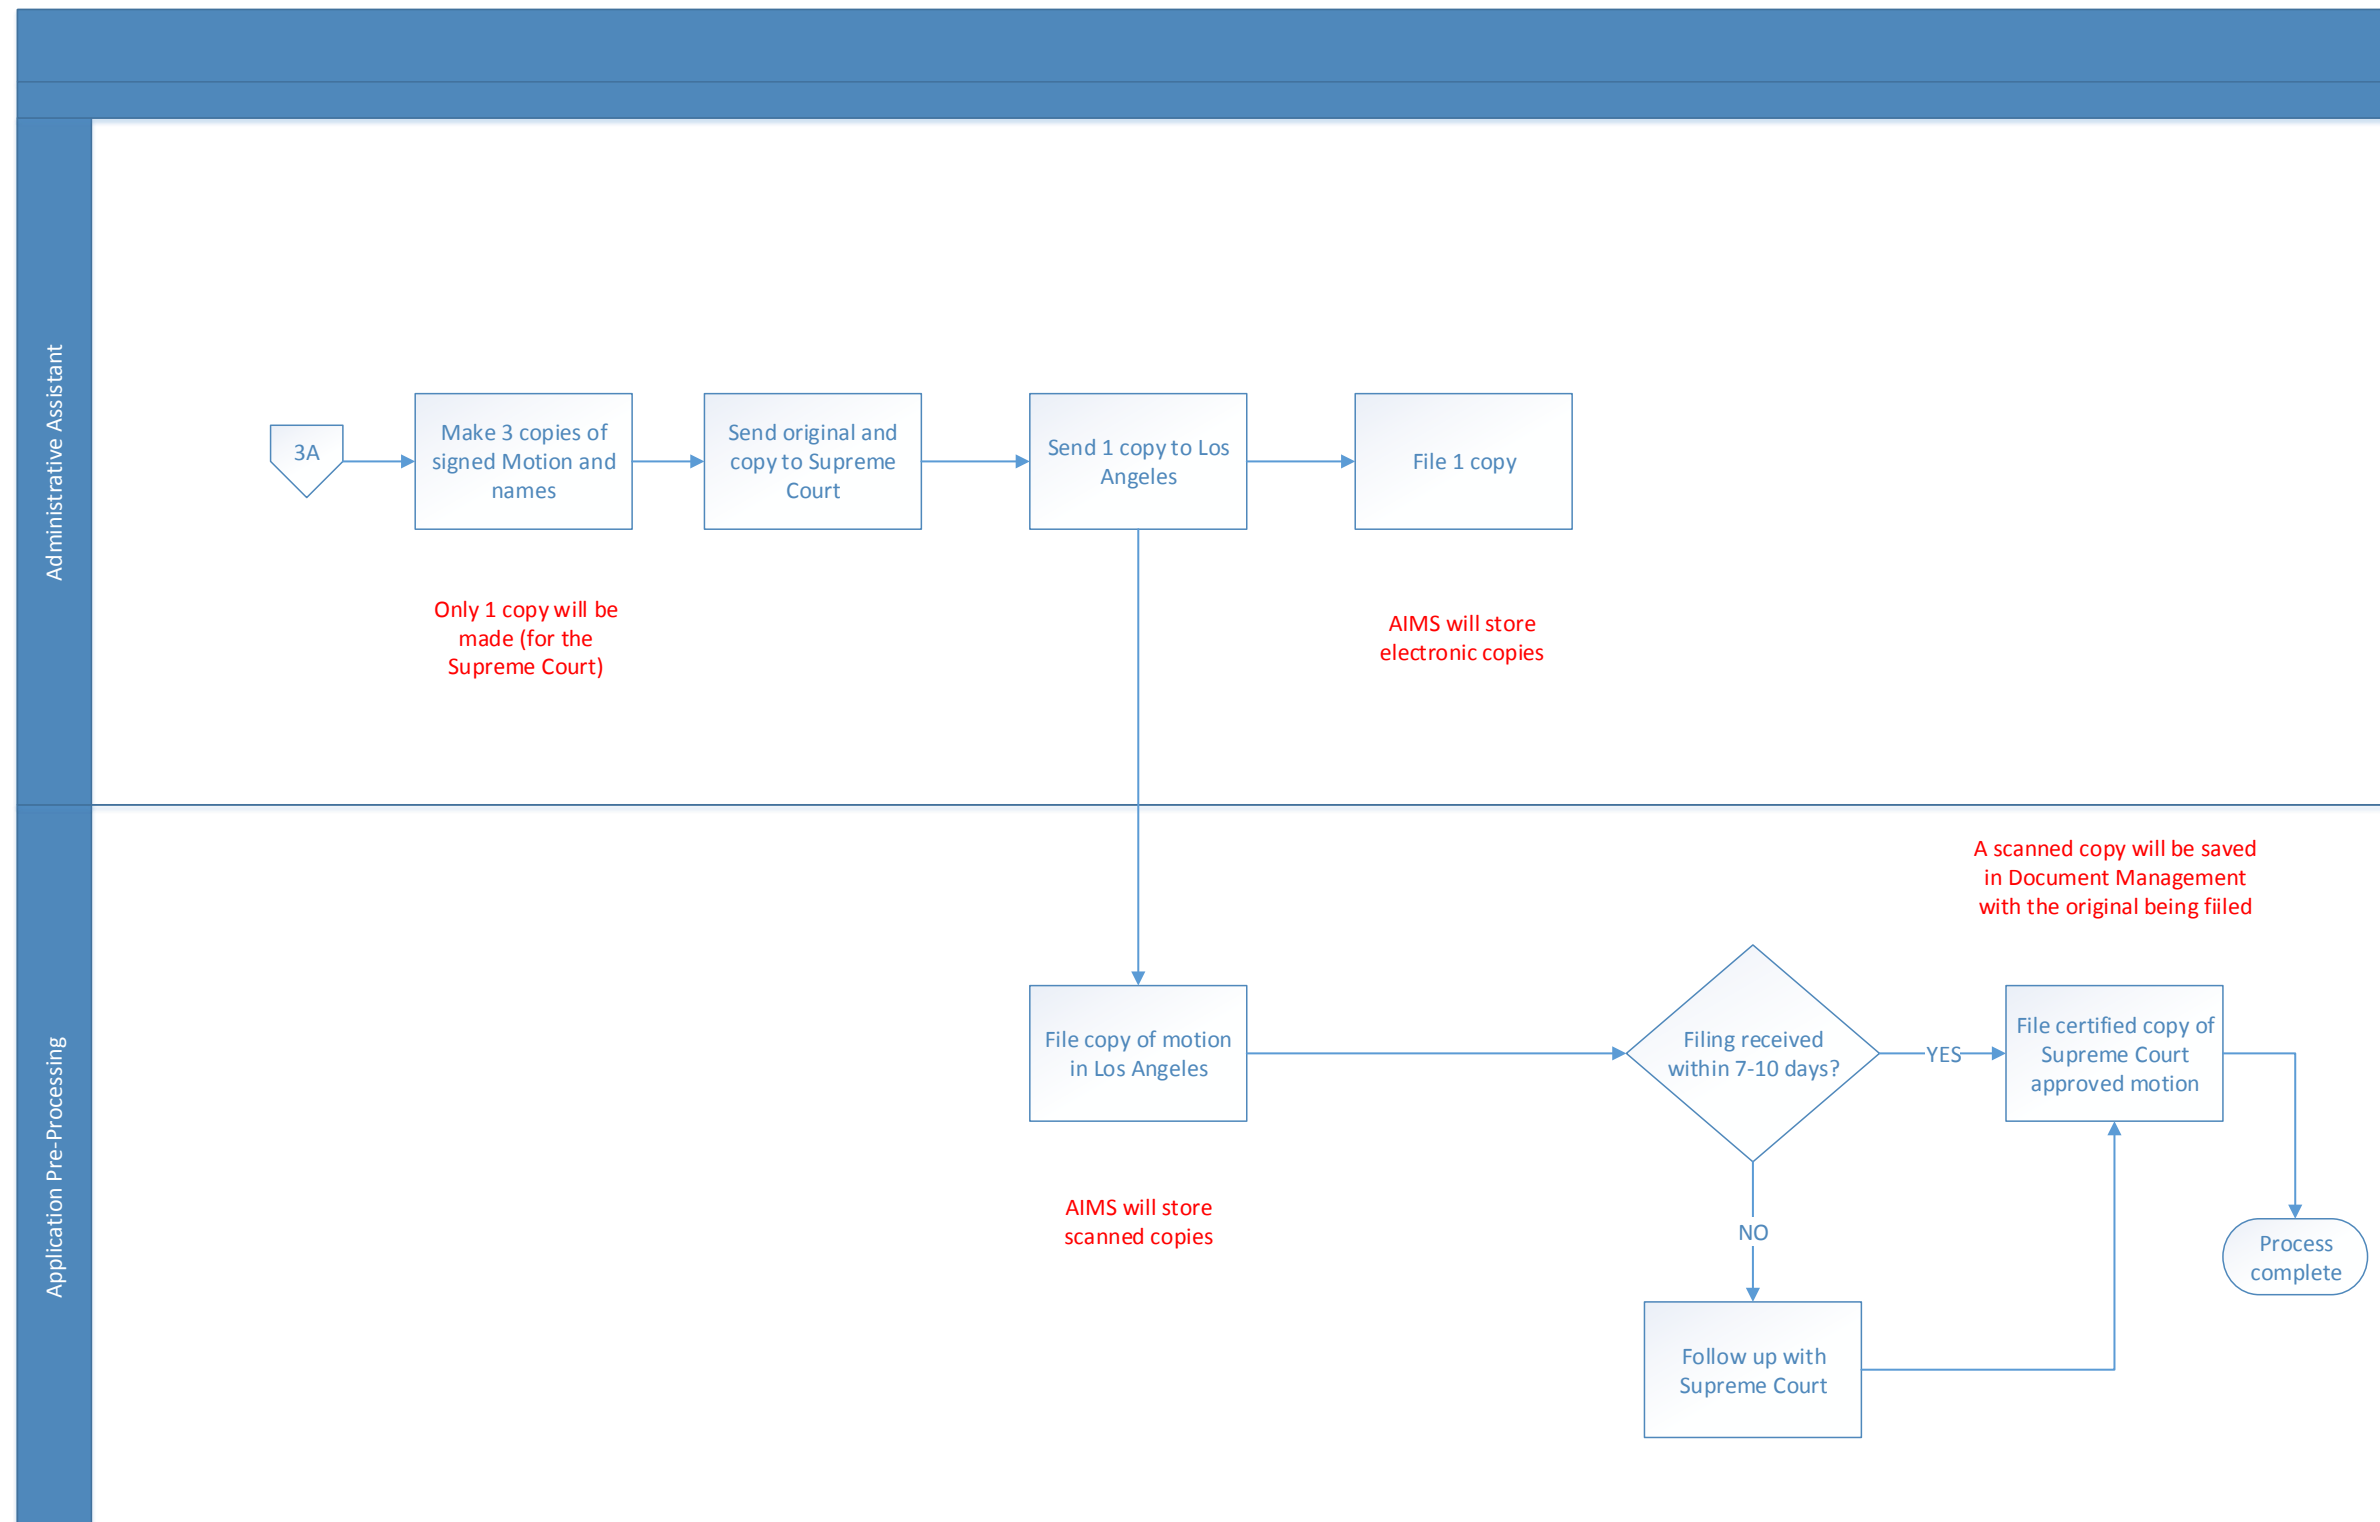 Administrative Assistant
3A
Make 3 copies of
signed Motion and
names
Send original and
copy to Supreme
Court
Send 1 copy to Los
Angeles
File 1 copy
Only 1 copy will be
made (for the
Supreme Court)
AIMS will store
electronic copies
Application Pre-Processing
A scanned copy will be saved
in Document Management
with the original being fiiled
File copy of motion
in Los Angeles
Filing received
within 7-10 days?
YES
File certified copy of
Supreme Court
approved motion
AIMS will store
scanned copies
NO
Process
complete
Follow up with
Supreme Court